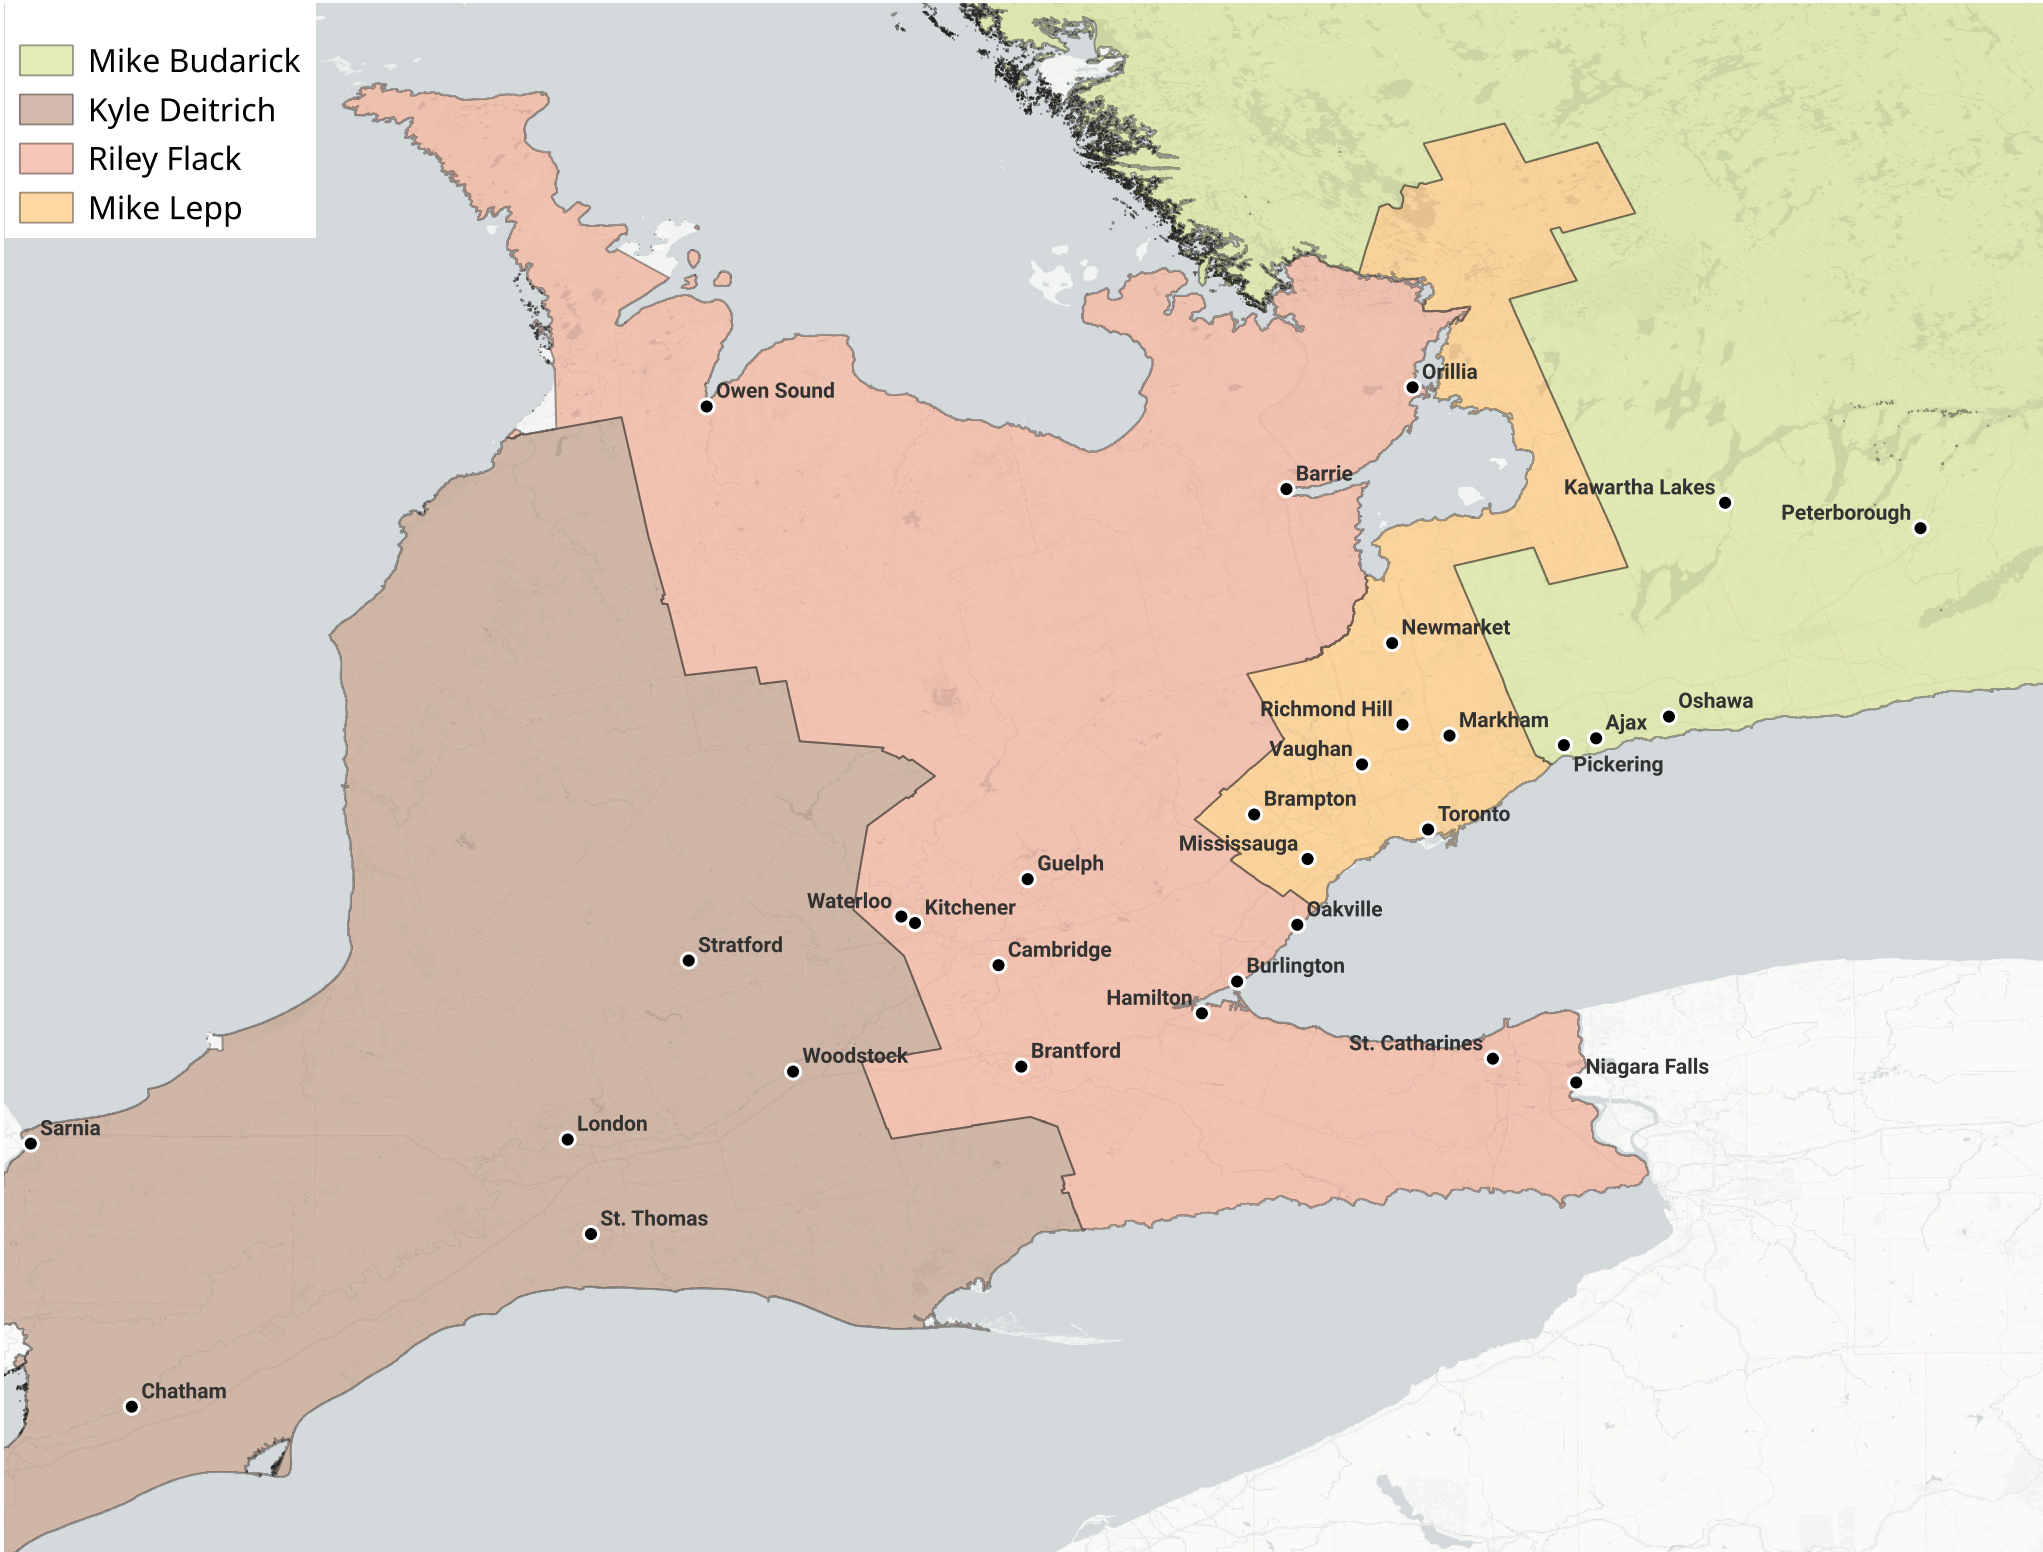 Mike Budarick
Kyle Deitrich
Riley Flack
Mike Lepp
Orillia
Owen Sound
Barrie
Kawartha Lakes
Peterborough
Newmarket
Oshawa
Richmond Hill
Markham
Ajax
Vaughan
Pickering
Brampton
Toronto
Mississauga
Guelph
Waterloo
Kitchener
Oakville
Stratford
Cambridge
Burlington
Hamilton
St. Catharines
Brantford
Woodstock
Niagara Falls
London
Sarnia
St. Thomas
Chatham